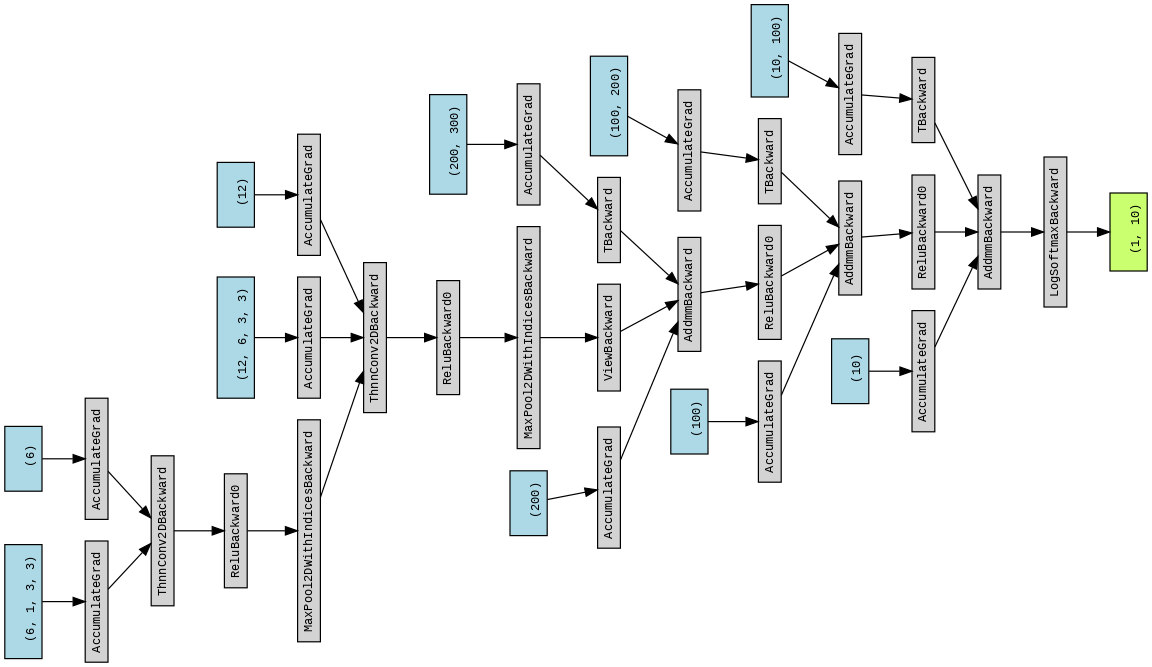 (6, 1, 3, 3)
(6)
AccumulateGrad
AccumulateGrad
ThnnConv2DBackward
ReluBackward0
MaxPool2DWithIndicesBackward
(12, 6, 3, 3)
AccumulateGrad
(12)
AccumulateGrad
ThnnConv2DBackward
ReluBackward0
MaxPool2DWithIndicesBackward
ViewBackward
(200, 300)
AccumulateGrad
TBackward
(200)
AccumulateGrad
AddmmBackward
ReluBackward0
(100, 200)
AccumulateGrad
TBackward
(100)
AccumulateGrad
AddmmBackward
ReluBackward0
(10, 100)
AccumulateGrad
TBackward
(10)
AccumulateGrad
AddmmBackward
LogSoftmaxBackward
(1, 10)